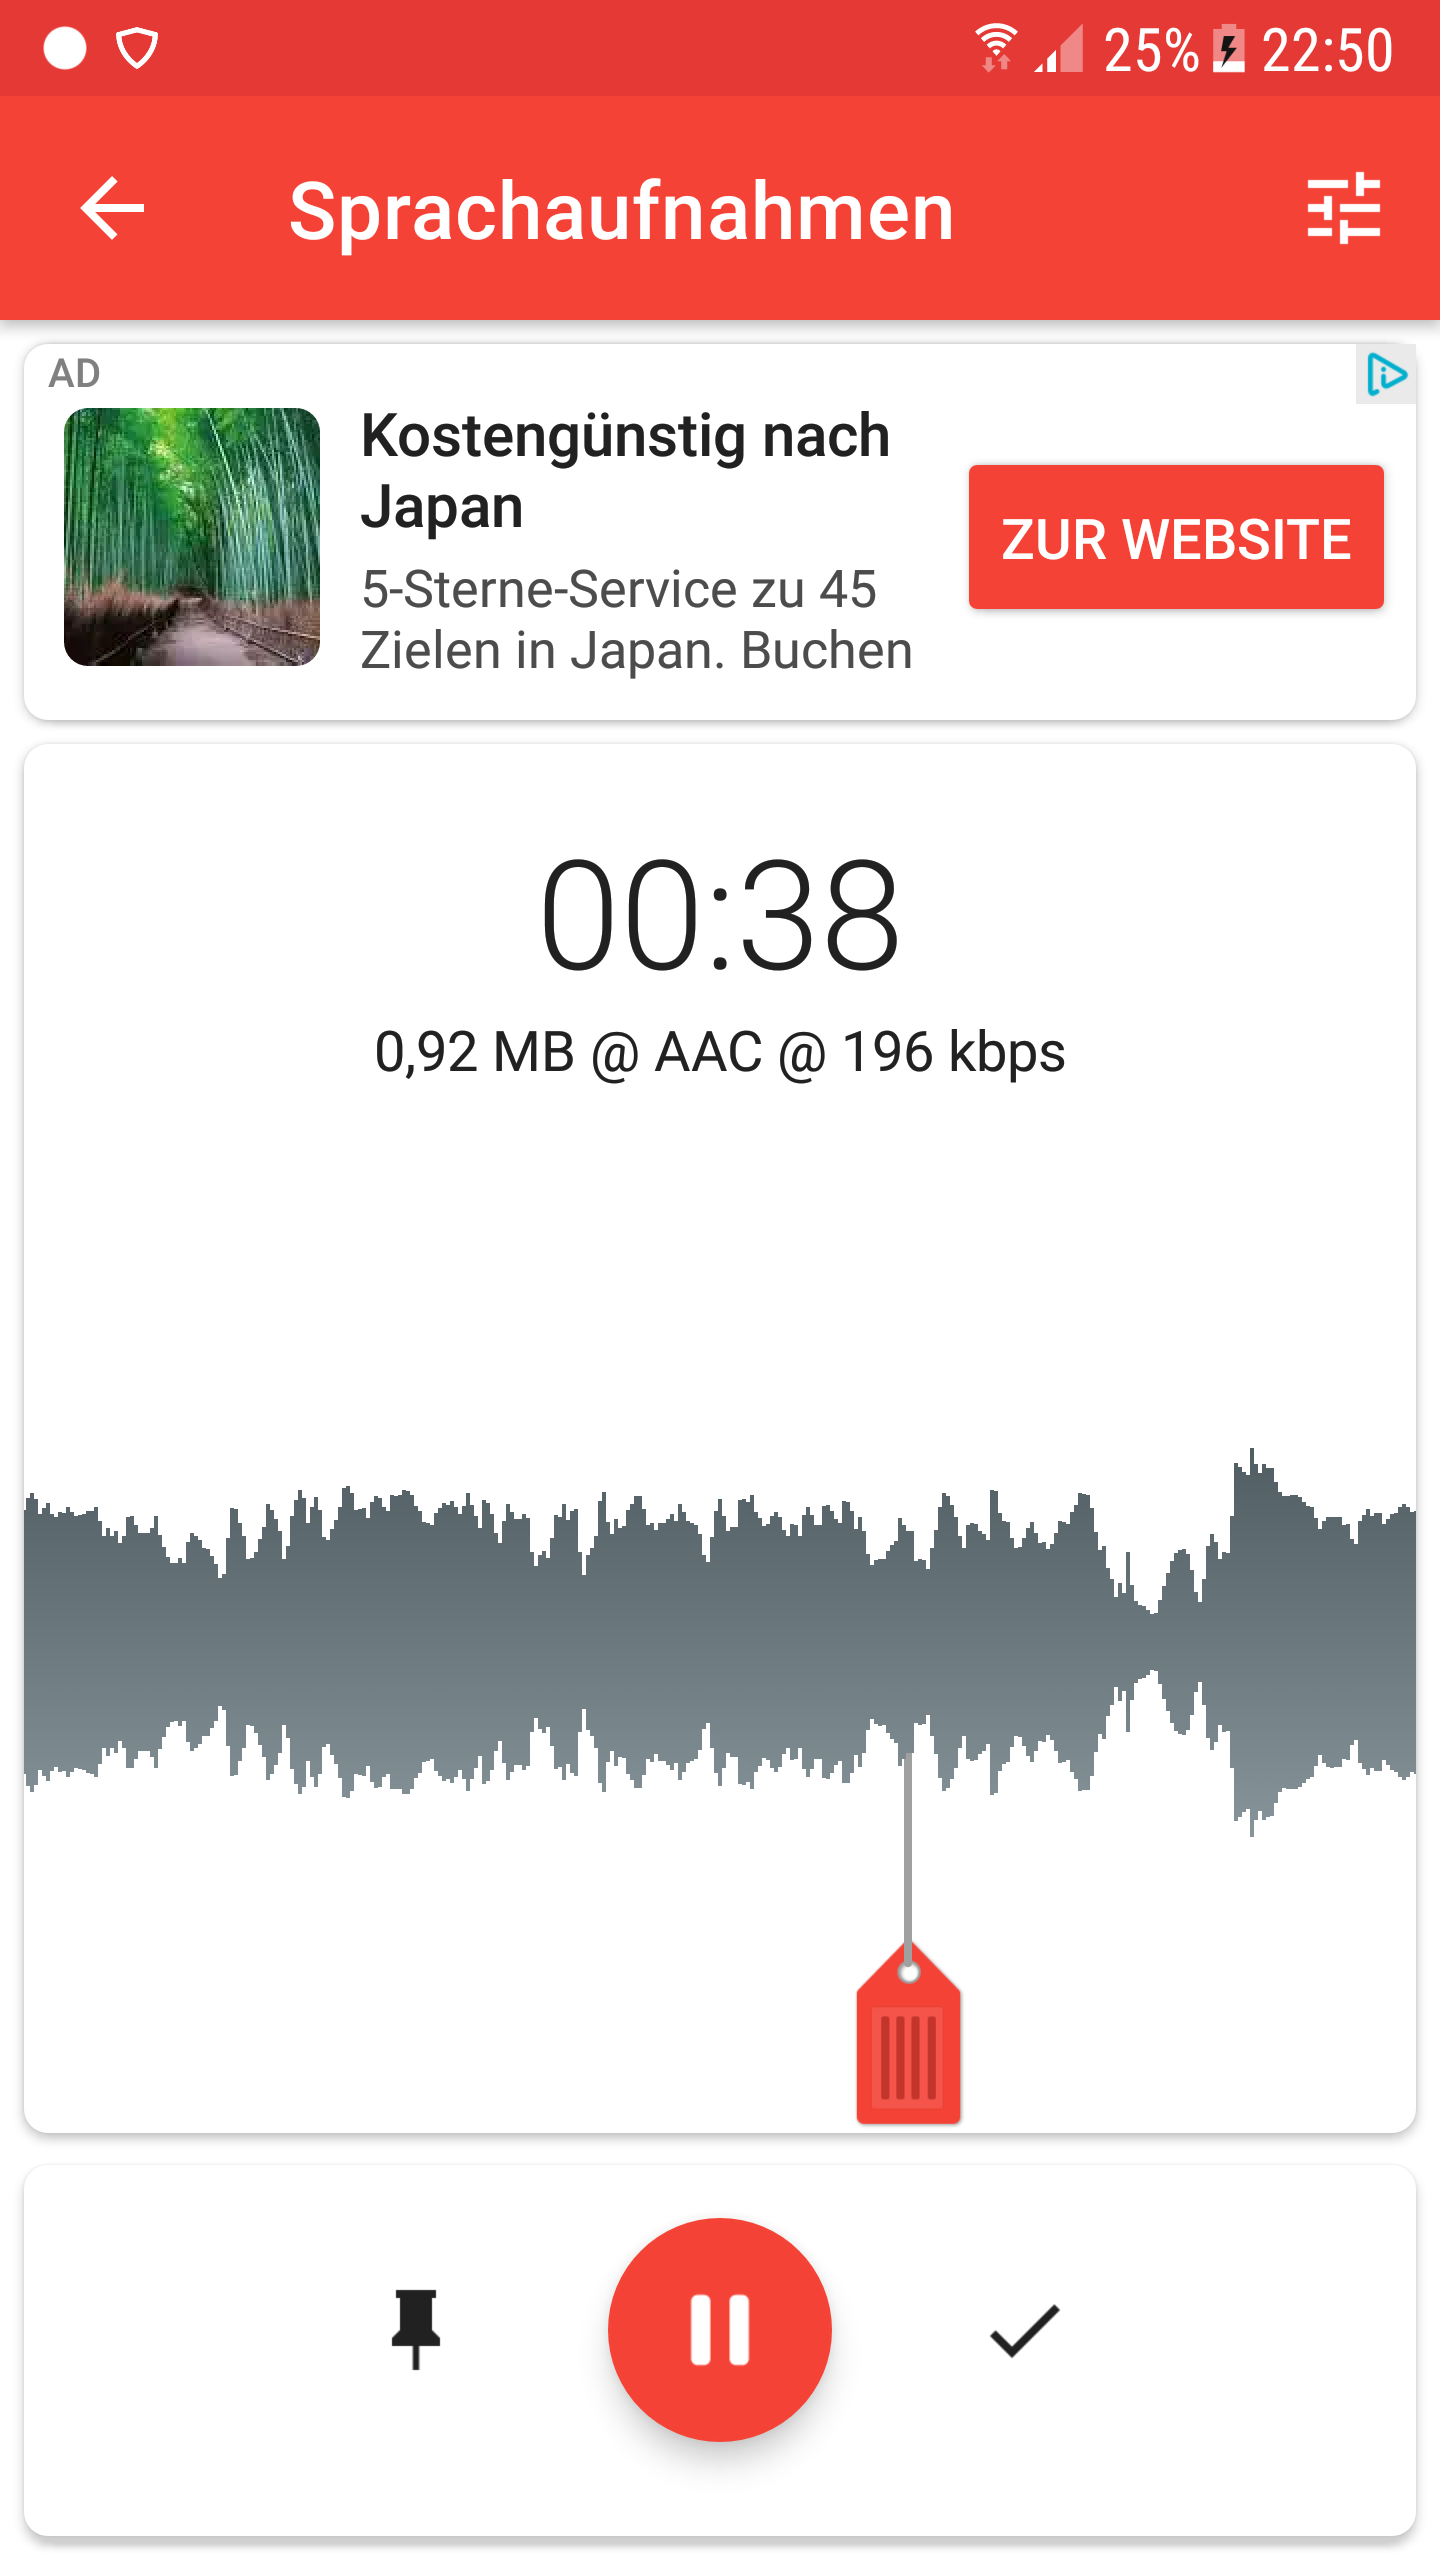 25% 22:50
Sprachaufnahmen
AD
Kostengünstig nach
Japan
5-Sterne-Service zu 45
Zielen in Japan. Buchen
ZUR WEBSITE
00:38
0,92 MB @ AAC @ 196 kbps